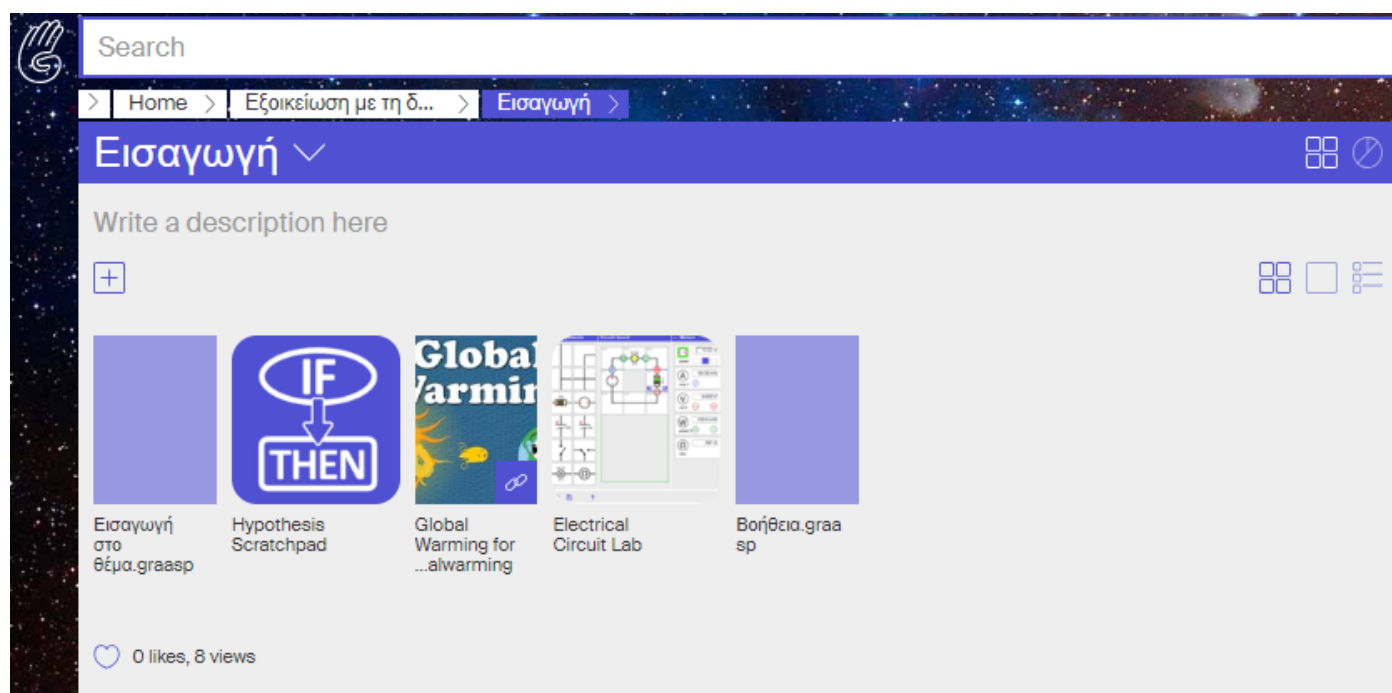 Search
Home
Εξοικείωση με τη δ...
Εισαγωγή
Εισαγωγή
Write a description here
IF
THEN
Global
Warming
Εισαγωγή
στο
θέμα.graasp
Hypothesis
Scratchpad
Global
Warming for
...alwarming
Electrical
Circuit Lab
Βοήθεια.graa
sp
0 likes, 8 views